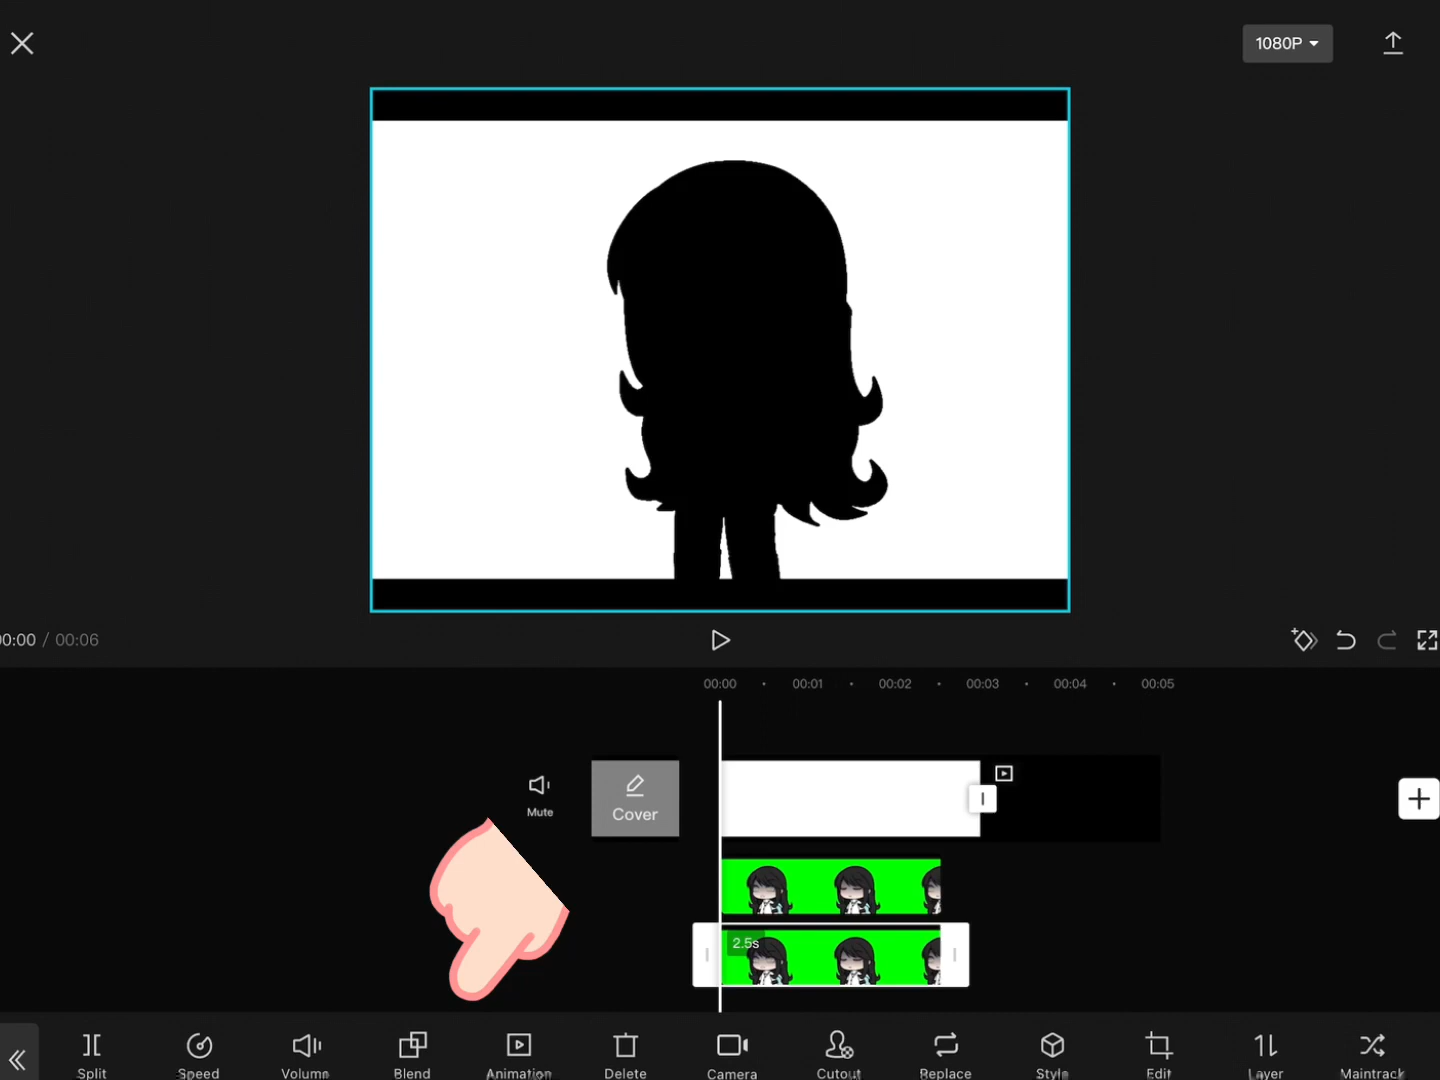 1080P
00:00 / 00:06
00:00 00:01 00:02 00:03 00:04 00:05
Mute
Cover
2.5s
Split Speed Volume Blend Animation Delete Camera Cutout Replace Style Edit Layer Maintrack